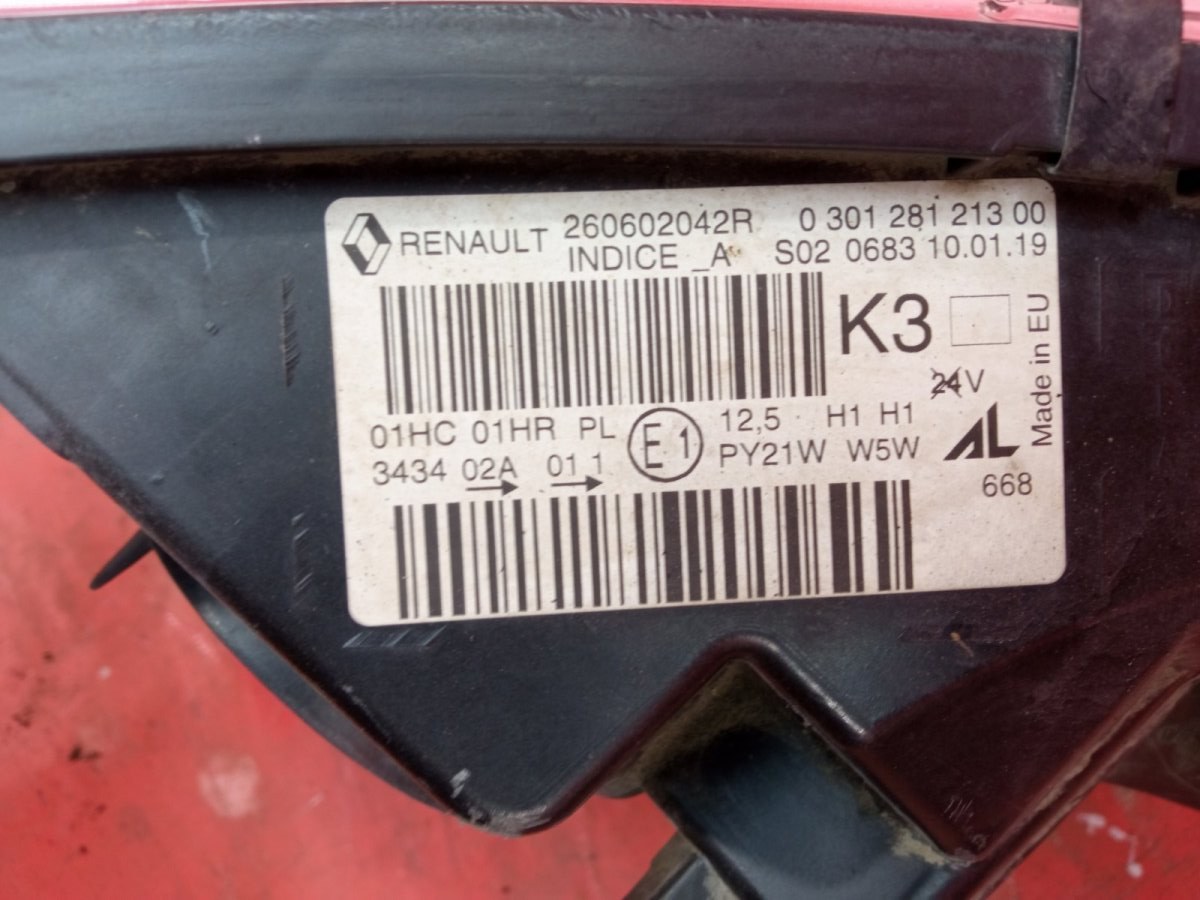 RENAULT 260602042R 0 301 281 213 00
INDICE _A S02 0683 10.01.19
K3
Made in EU
24V
01HC 01HR PL E1 12,5 H1 H1
3434 02A 01 1 PY21W W5W AL
668